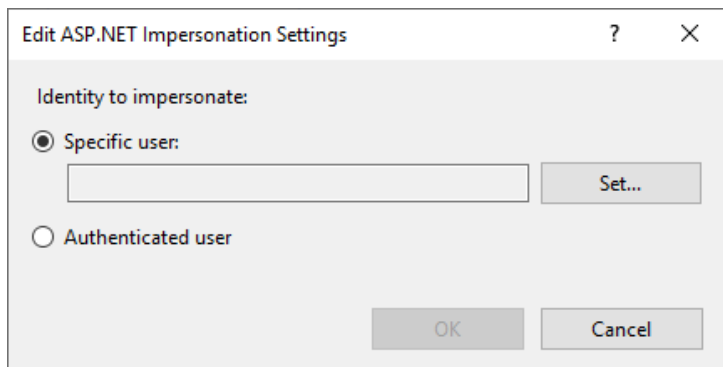 Edit ASP.NET Impersonation Settings ?
Identity to impersonate:
Specific user:
Set...
Authenticated user
OK Cancel